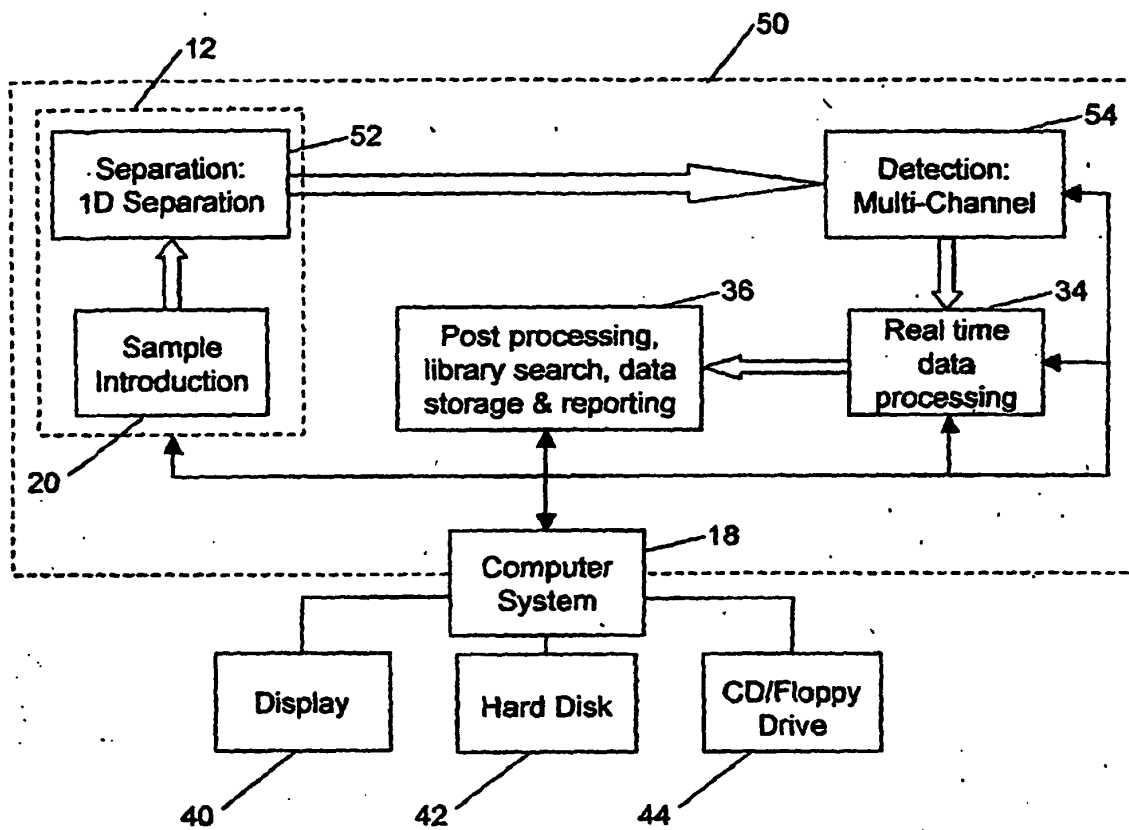 50
12
52
54
Separation:
1D Separation
Detection:
Multi-Channel
36
34
Sample
Introduction
Post processing,
library search, data
storage & reporting
Real time
data
processing
20
18
Computer
System
Display
Hard Disk
CD/Floppy
Drive
40
42
44